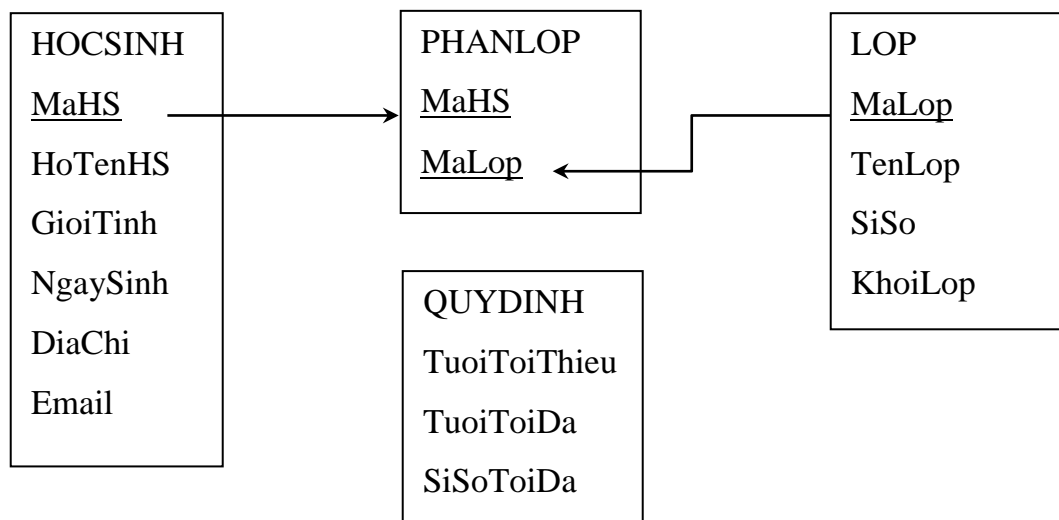 HOCSINH
MaHS
HoTenHS
GioiTinh
NgaySinh
DiaChi
Email
PHANLOP
MaHS
MaLop
LOP
MaLop
TenLop
SiSo
KhoiLop
QUYDINH
TuoiToiThieu
TuoiToiDa
SiSoToiDa